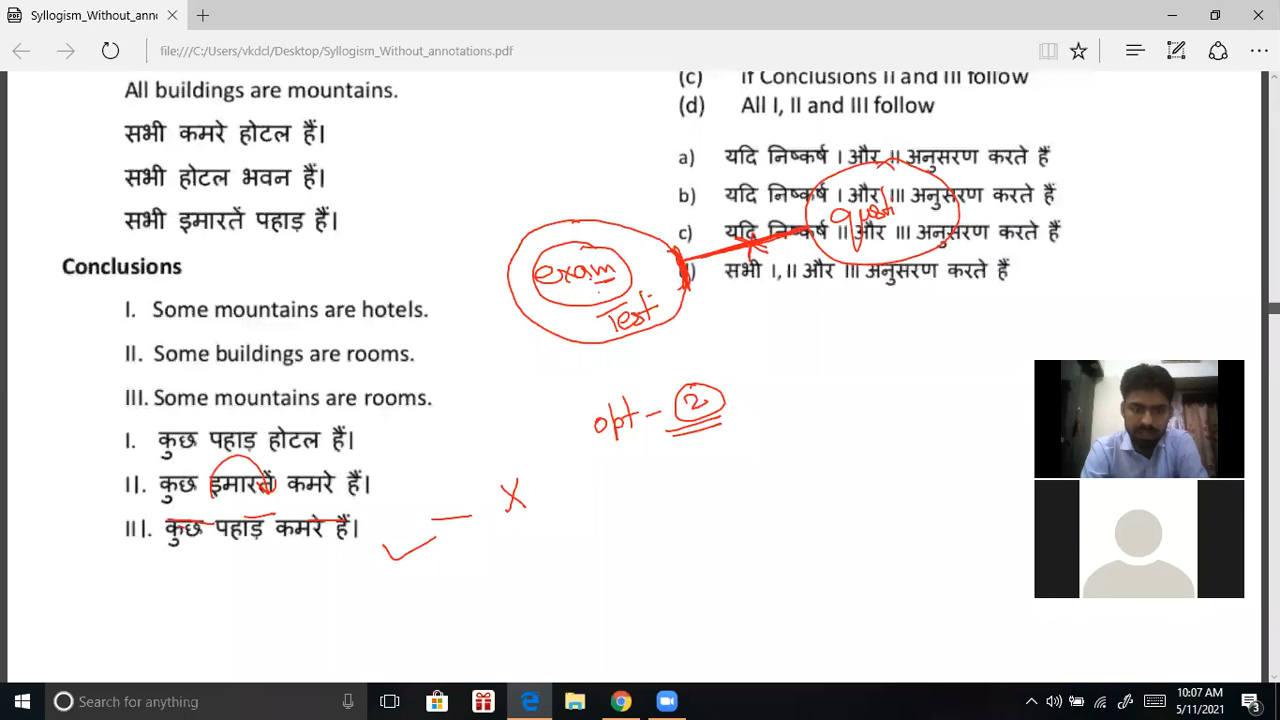 Syllogism_Without_anno
file:///C:/Users/vkdcl/Desktop/Syllogism_Without_annotations.pdf
All buildings are mountains.
सभी कमरे होटल हैं।
सभी होटल भवन हैं।
सभी इमारतें पहाड़ हैं।
Conclusions
I. Some mountains are hotels.
II. Some buildings are rooms.
III. Some mountains are rooms.
I. कुछ पहाड़ होटल हैं।
II. कुछ इमारतें कमरे हैं।
III. कुछ पहाड़ कमरे हैं।
(c) If Conclusions II and III follow
(d) All I, II and III follow
a) यदि निष्कर्ष I और II अनुसरण करते हैं
b) यदि निष्कर्ष I और III अनुसरण करते हैं
c) यदि निष्कर्ष II और III अनुसरण करते हैं
d) सभी I, II और III अनुसरण करते हैं
exam
Test
opt - 2
Search for anything
10:07 AM
5/11/2021
3